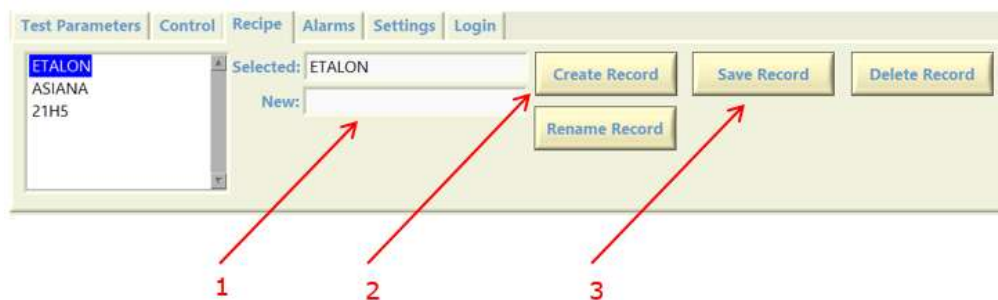 Test Parameters Control Recipe Alarms Settings Login
ETALON
ASIANA
21H5
Selected: ETALON
New:
Create Record Save Record Delete Record
Rename Record
1 2 3